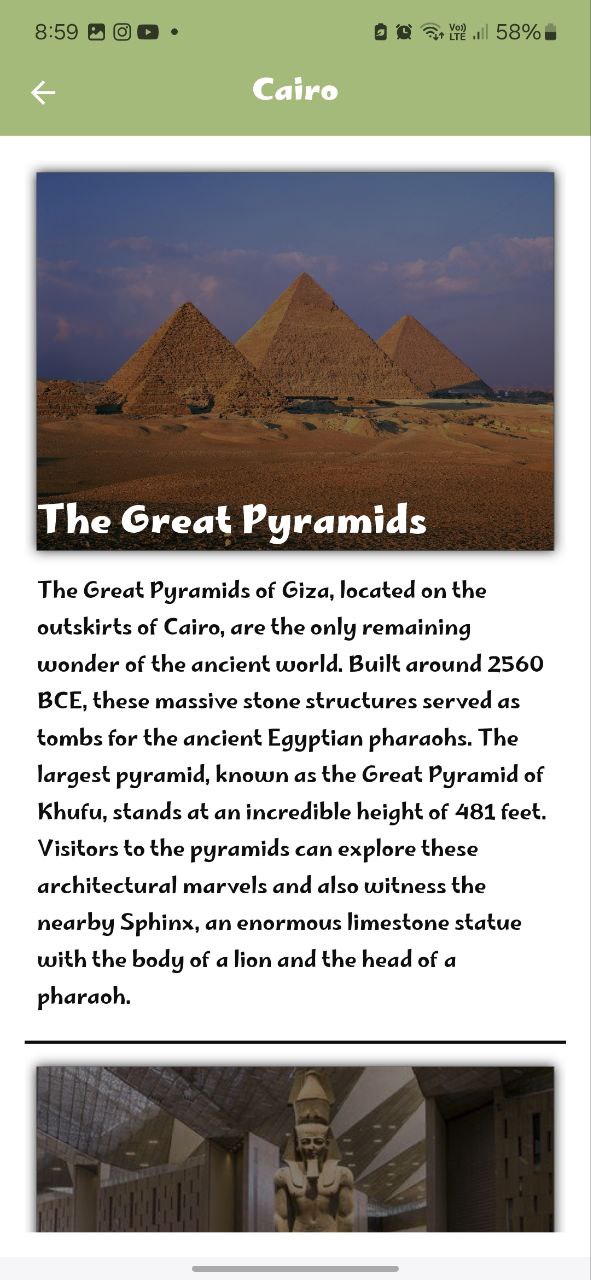 8:59
Vo))
LTE
58%
Cairo
The Great Pyramids
The Great Pyramids of Giza, located on the
outskirts of Cairo, are the only remaining
wonder of the ancient world. Built around 2560
BCE, these massive stone structures served as
tombs for the ancient Egyptian pharaohs. The
largest pyramid, known as the Great Pyramid of
Khufu, stands at an incredible height of 481 feet.
Visitors to the pyramids can explore these
architectural marvels and also witness the
nearby Sphinx, an enormous limestone statue
with the body of a lion and the head of a
pharaoh.